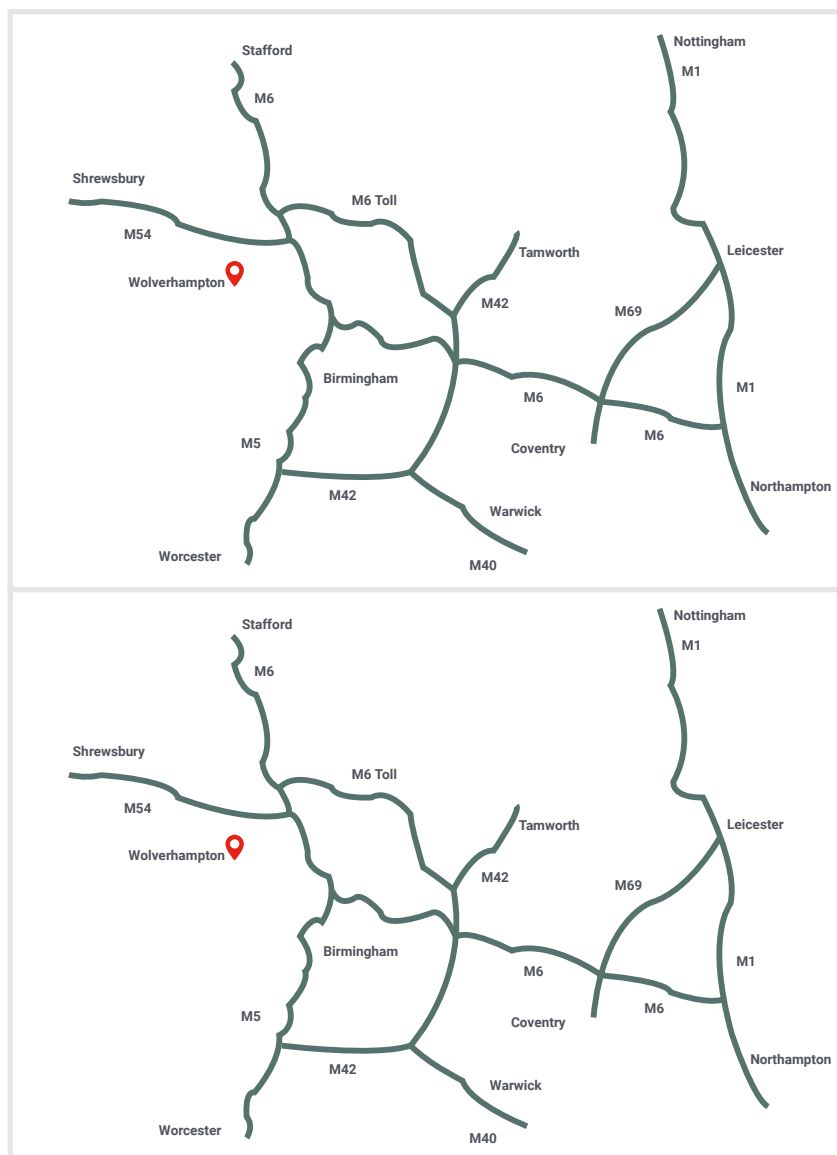 Nottingham
Stafford
M1
M6
Shrewsbury
M6 Toll
M54
Leicester
Tamworth
Wolverhampton
M42
M69
Birmingham
M1
M6
M6
M5
Coventry
Northampton
M42
Warwick
Worcester
M40
Nottingham
Stafford
M1
M6
Shrewsbury
M6 Toll
M54
Leicester
Tamworth
Wolverhampton
M42
M69
Birmingham
M1
M6
M6
M5
Coventry
Northampton
M42
Warwick
Worcester
M40